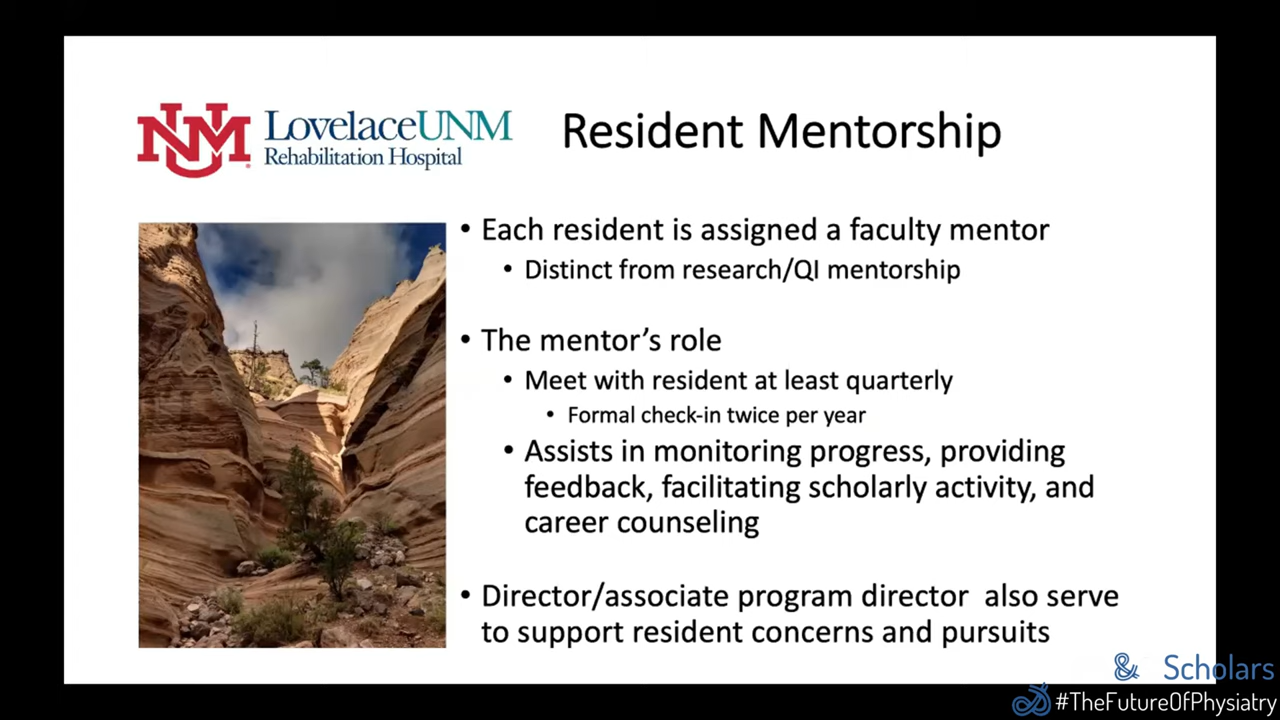 UNM
LovelaceUNM
Rehabilitation Hospital
Resident Mentorship
• Each resident is assigned a faculty mentor
• Distinct from research/QI mentorship
• The mentor's role
• Meet with resident at least quarterly
• Formal check-in twice per year
• Assists in monitoring progress, providing
feedback, facilitating scholarly activity, and
career counseling
• Director/associate program director also serve
to support resident concerns and pursuits
& Scholars
#TheFutureOfPhysiatry